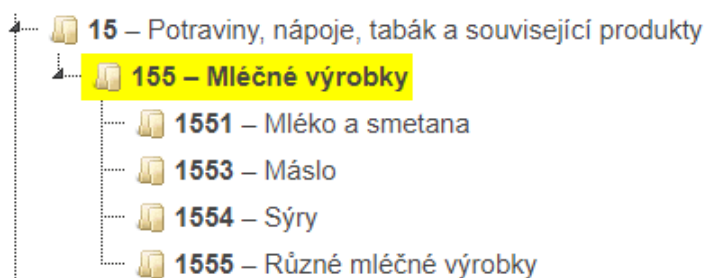 15 – Potraviny, nápoje, tabák a související produkty
155 – Mléčné výrobky
1551 – Mléko a smetana
1553 – Máslo
1554 – Sýry
1555 – Různé mléčné výrobky